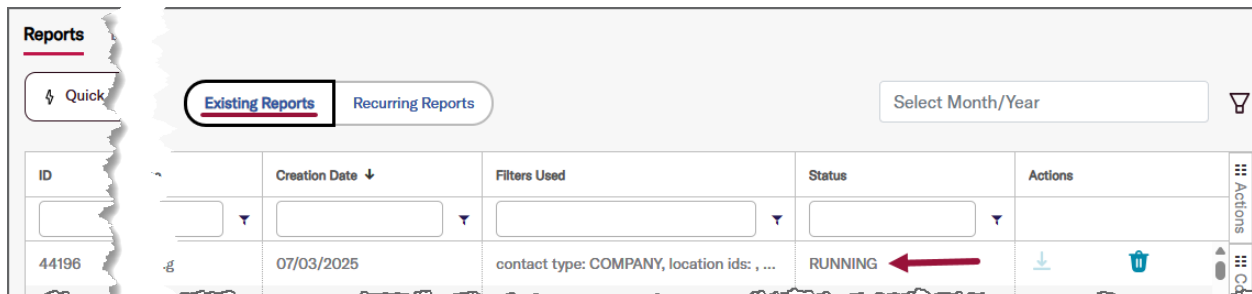 Reports
Quick
Existing Reports
Recurring Reports
Select Month/Year
ID
Creation Date ↓
Filters Used
Status
Actions
Actions
44196
.g
07/03/2025
contact type: COMPANY, location ids: , ...
RUNNING
Co